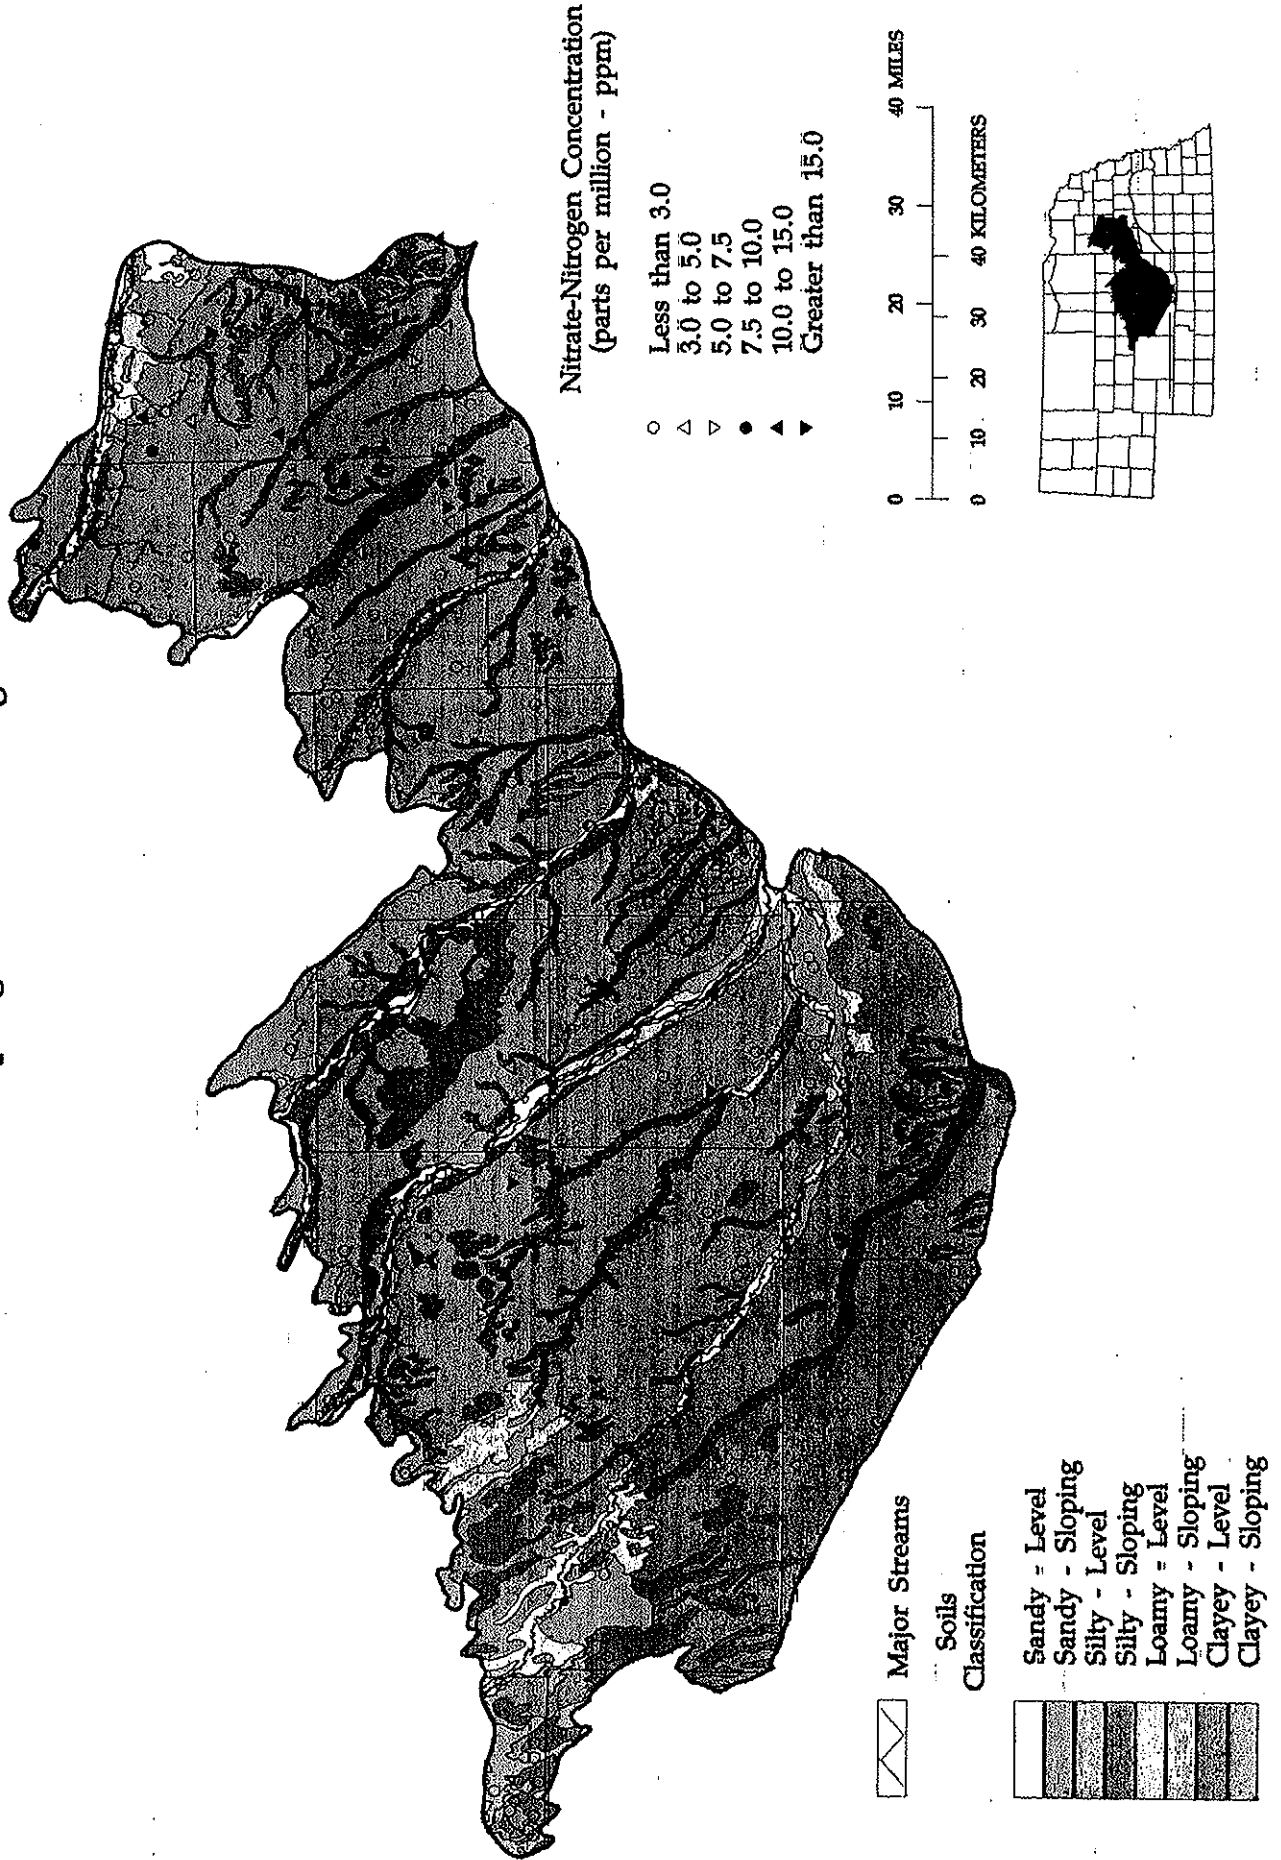 Nitrate-Nitrogen Concentration
(parts per million - ppm)
Less than 3.0
3.0 to 5.0
5.0 to 7.5
7.5 to 10.0
10.0 to 15.0
Greater than 15.0
0 10 20 30 40 MILES
0 10 20 30 40 KILOMETERS
Major Streams
Soils
Classification
Sandy - Level
Sandy - Sloping
Silty - Level
Silty - Sloping
Loamy - Level
Loamy - Sloping
Clayey - Level
Clayey - Sloping